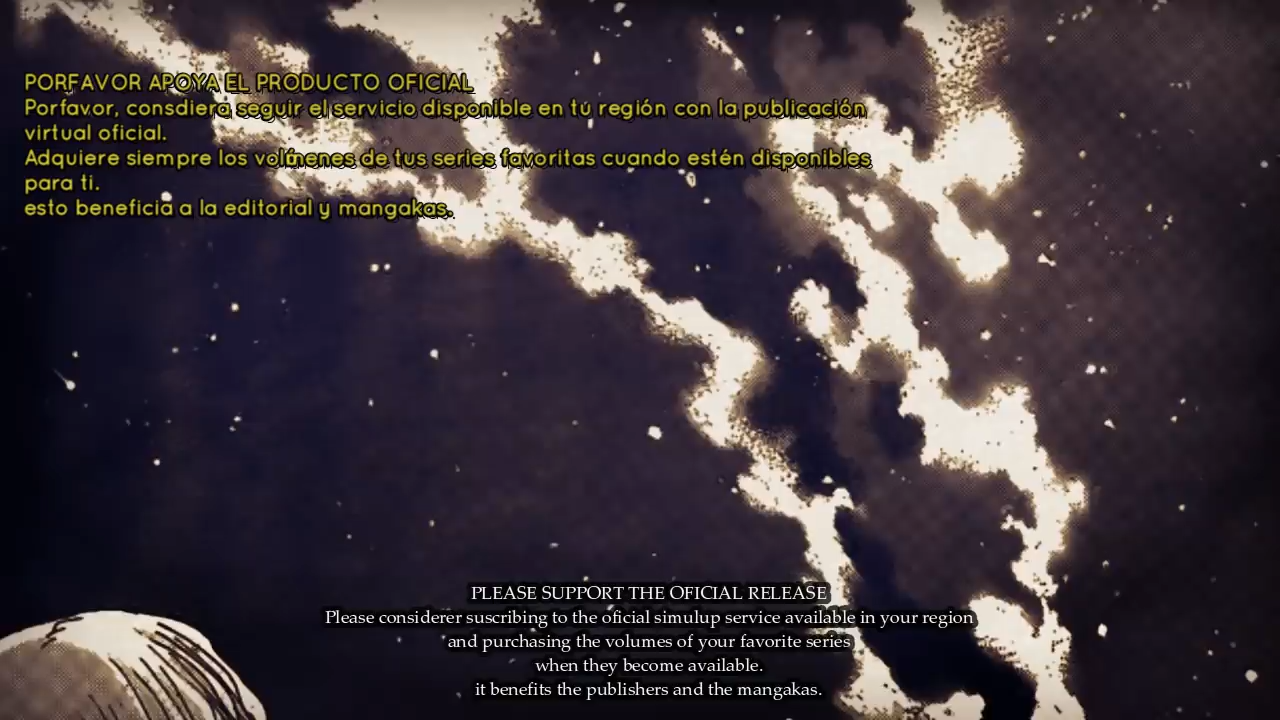 PORFAVOR APOYA EL PRODUCTO OFICIAL
Porfavor, consdiera seguir el servicio disponible en tu región con la publicación
virtual oficial.
Adquiere siempre los volúmenes de tus series favoritas cuando estén disponibles
para ti.
esto beneficia a la editorial y mangakas.
PLEASE SUPPORT THE OFICIAL RELEASE
Please considerer suscribing to the oficial simulup service available in your region
and purchasing the volumes of your favorite series
when they become available.
it benefits the publishers and the mangakas.